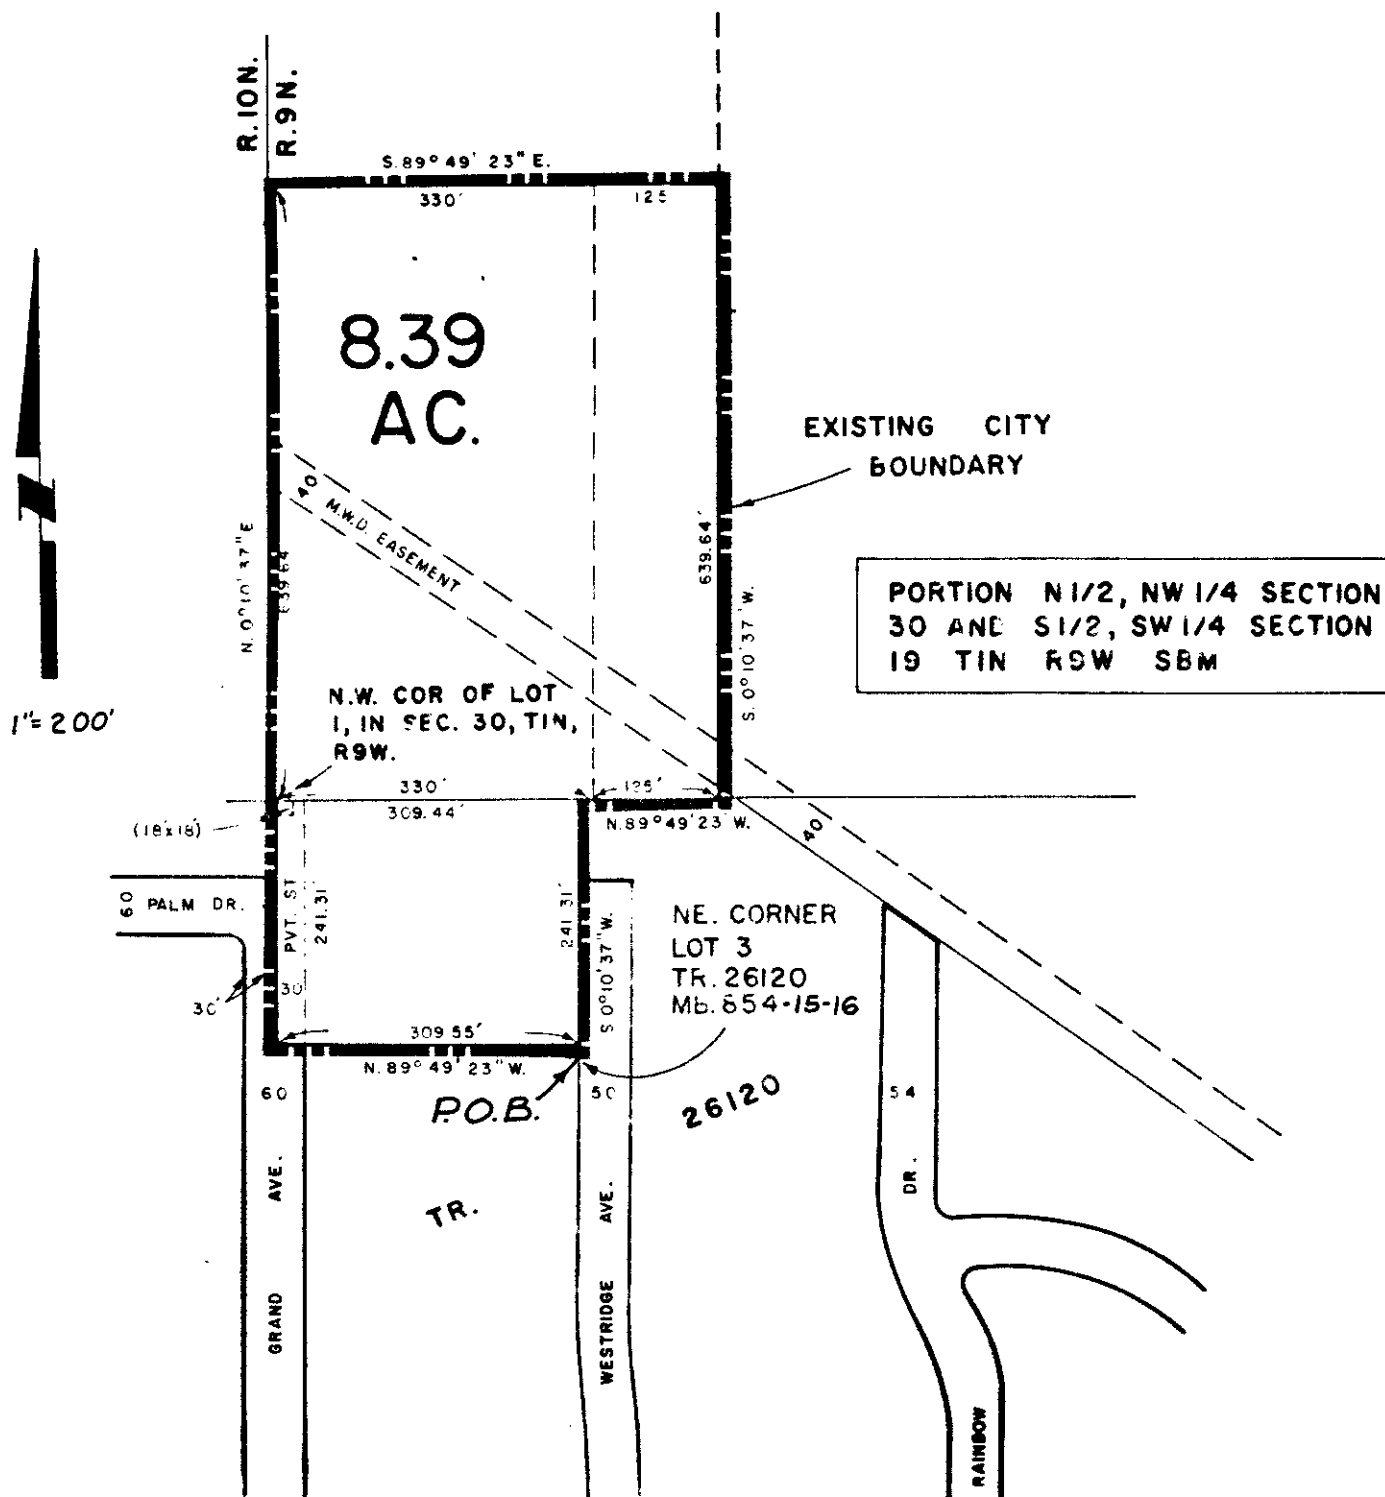 R.10N.
R.9N.
S.89° 49' 23" E.
330'
125
8.39
AC.
EXISTING CITY
BOUNDARY
40
M.W.D. EASEMENT
N. 0°10' 37" E
639.64
639.64'
S. 0°10' 37" W.
PORTION N 1/2, NW 1/4 SECTION
30 AND S 1/2, SW 1/4 SECTION
19 T1N R9W SBM
1"= 200'
N.W. COR OF LOT
1, IN SEC. 30, T1N,
R9W.
330'
125'
309.44'
N.89°49'23" W.
(18'x18')
40
60 PALM DR.
PVT. ST
241.31'
241.31'
S 0°10' 37" W.
NE. CORNER
LOT 3
TR. 26120
Mb. 654-15-16
30'
30
309.55'
N. 89° 49' 23" W.
60
P.O.B.
50
26120
54
TR.
GRAND AVE.
WESTRIDGE AVE.
DR.
RAINBOW